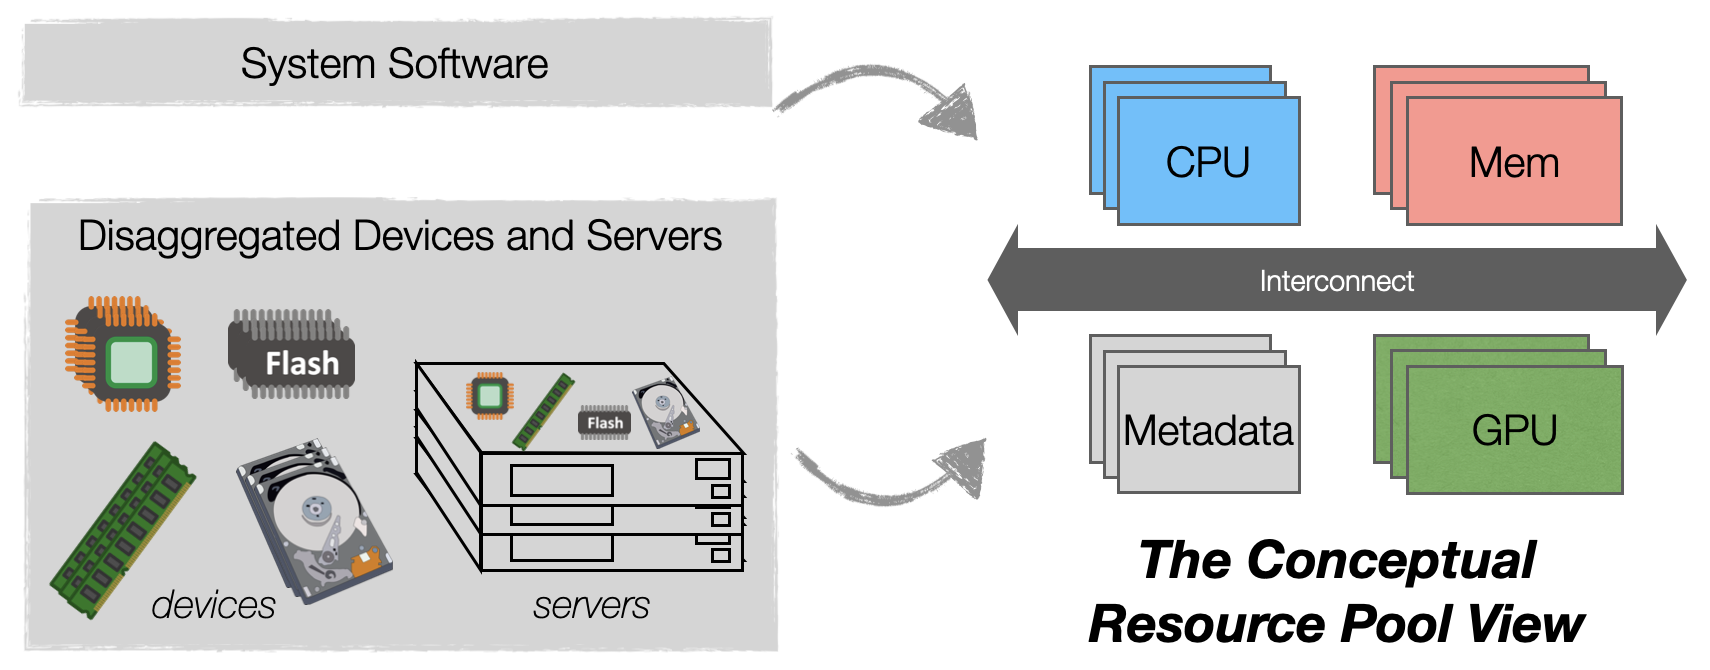 System Software
Disaggregated Devices and Servers
Flash
Flash
devices
servers
CPU
Mem
Interconnect
Metadata
GPU
The Conceptual
Resource Pool View